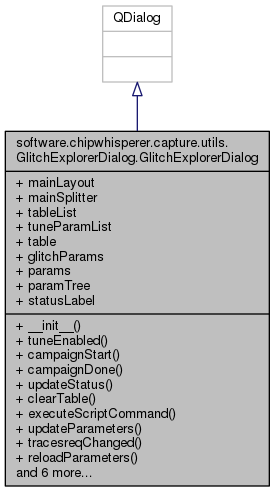 QDialog
software.chipwhisperer.capture.utils.
GlitchExplorerDialog.GlitchExplorerDialog
+ mainLayout
+ mainSplitter
+ tableList
+ tuneParamList
+ table
+ glitchParams
+ params
+ paramTree
+ statusLabel
+ __init__()
+ tuneEnabled()
+ campaignStart()
+ campaignDone()
+ updateStatus()
+ clearTable()
+ executeScriptCommand()
+ updateParameters()
+ tracesreqChanged()
+ reloadParameters()
and 6 more...